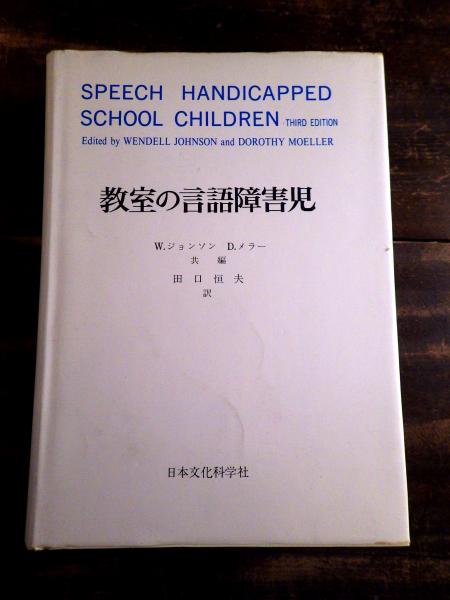 SPEECH HANDICAPPED
SCHOOL CHILDREN THIRD EDITION
Edited by WENDELL JOHNSON and DOROTHY MOELLER
教室の言語障害児
W.ジョンソン D.メラー
共編
田口恒夫
訳
日本文化科学社